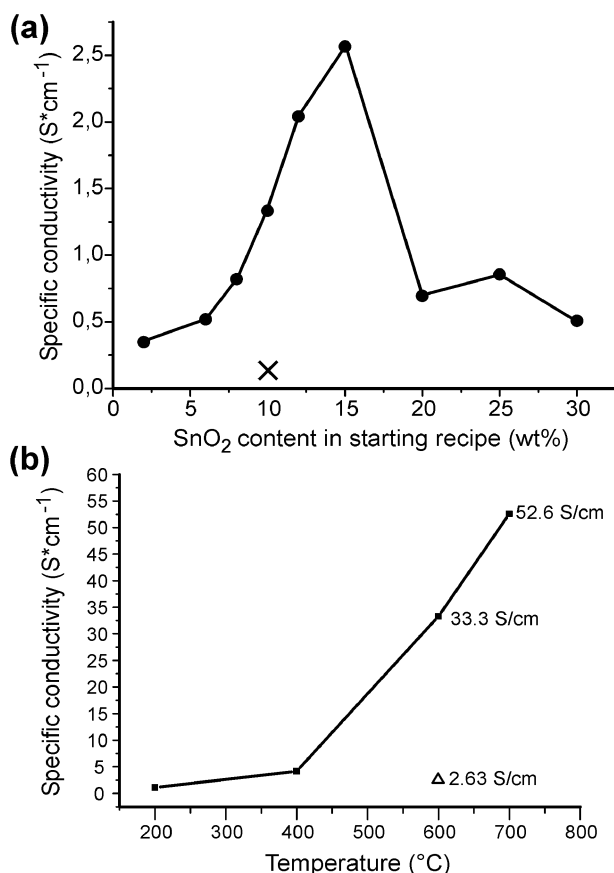 (a)
Specific conductivity (S*cm⁻¹)
2,5
2,0
1,5
1,0
0,5
0,0
0 5 10 15 20 25 30
SnO₂ content in starting recipe (wt%)
(b)
Specific conductivity (S*cm⁻¹)
60
55
50
45
40
35
30
25
20
15
10
5
0
52.6 S/cm
33.3 S/cm
2.63 S/cm
200 300 400 500 600 700 800
Temperature (°C)